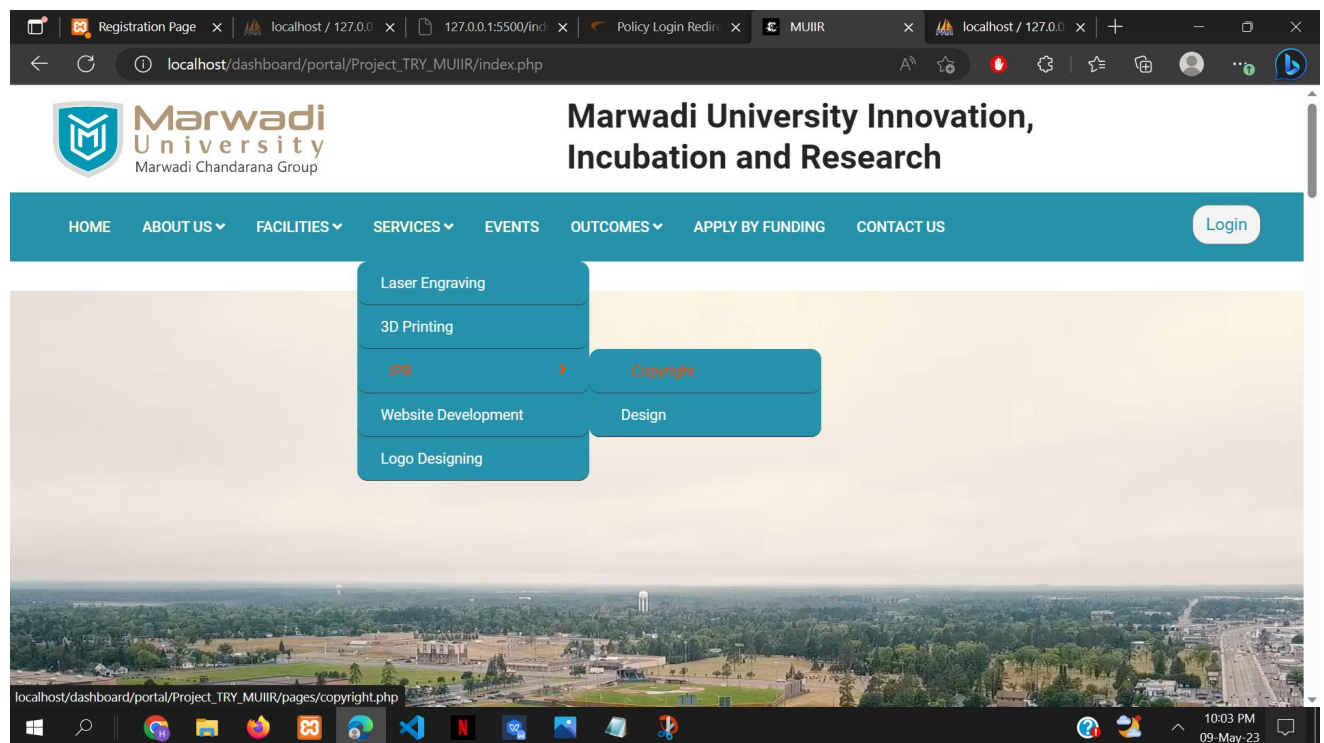 Registration Page
localhost / 127.0.0.
127.0.0.1:5500/ind
Policy Login Redire
MUIIR
localhost / 127.0.0
localhost/dashboard/portal/Project_TRY_MUIIR/index.php
Marwadi
University
Marwadi Chandarana Group
Marwadi University Innovation,
Incubation and Research
HOME ABOUT US FACILITIES SERVICES EVENTS OUTCOMES APPLY BY FUNDING CONTACT US Login
Laser Engraving
3D Printing
IPR Copyright
Website Development Design
Logo Designing
localhost/dashboard/portal/Project_TRY_MUIIR/pages/copyright.php
10:03 PM
09-May-23